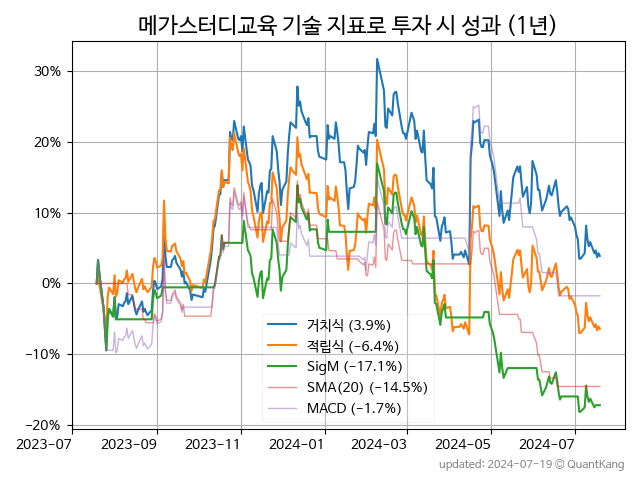 메가스터디교육 기술 지표로 투자 시 성과 (1년)
30%
20%
10%
0%
−10%
−20%
거치식 (3.9%)
적립식 (−6.4%)
SigM (−17.1%)
SMA(20) (−14.5%)
MACD (−1.7%)
2023-07 2023-09 2023-11 2024-01 2024-03 2024-05 2024-07
updated: 2024-07-19 © QuantKang